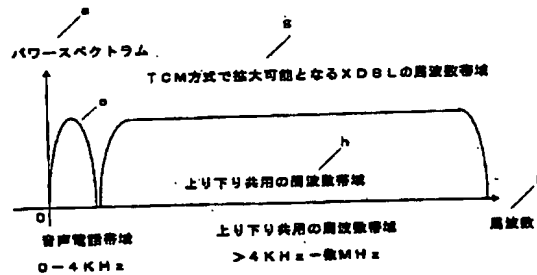 a
パワースペクトラム
g
TCM方式で拡大可能となるXDSLの周波数帯域
e
h
上り下り共用の周波数帯域
0
周波数
音声電話帯域
0-4KHz
上り下り共用の周波数帯域
>4KHz-数MHz